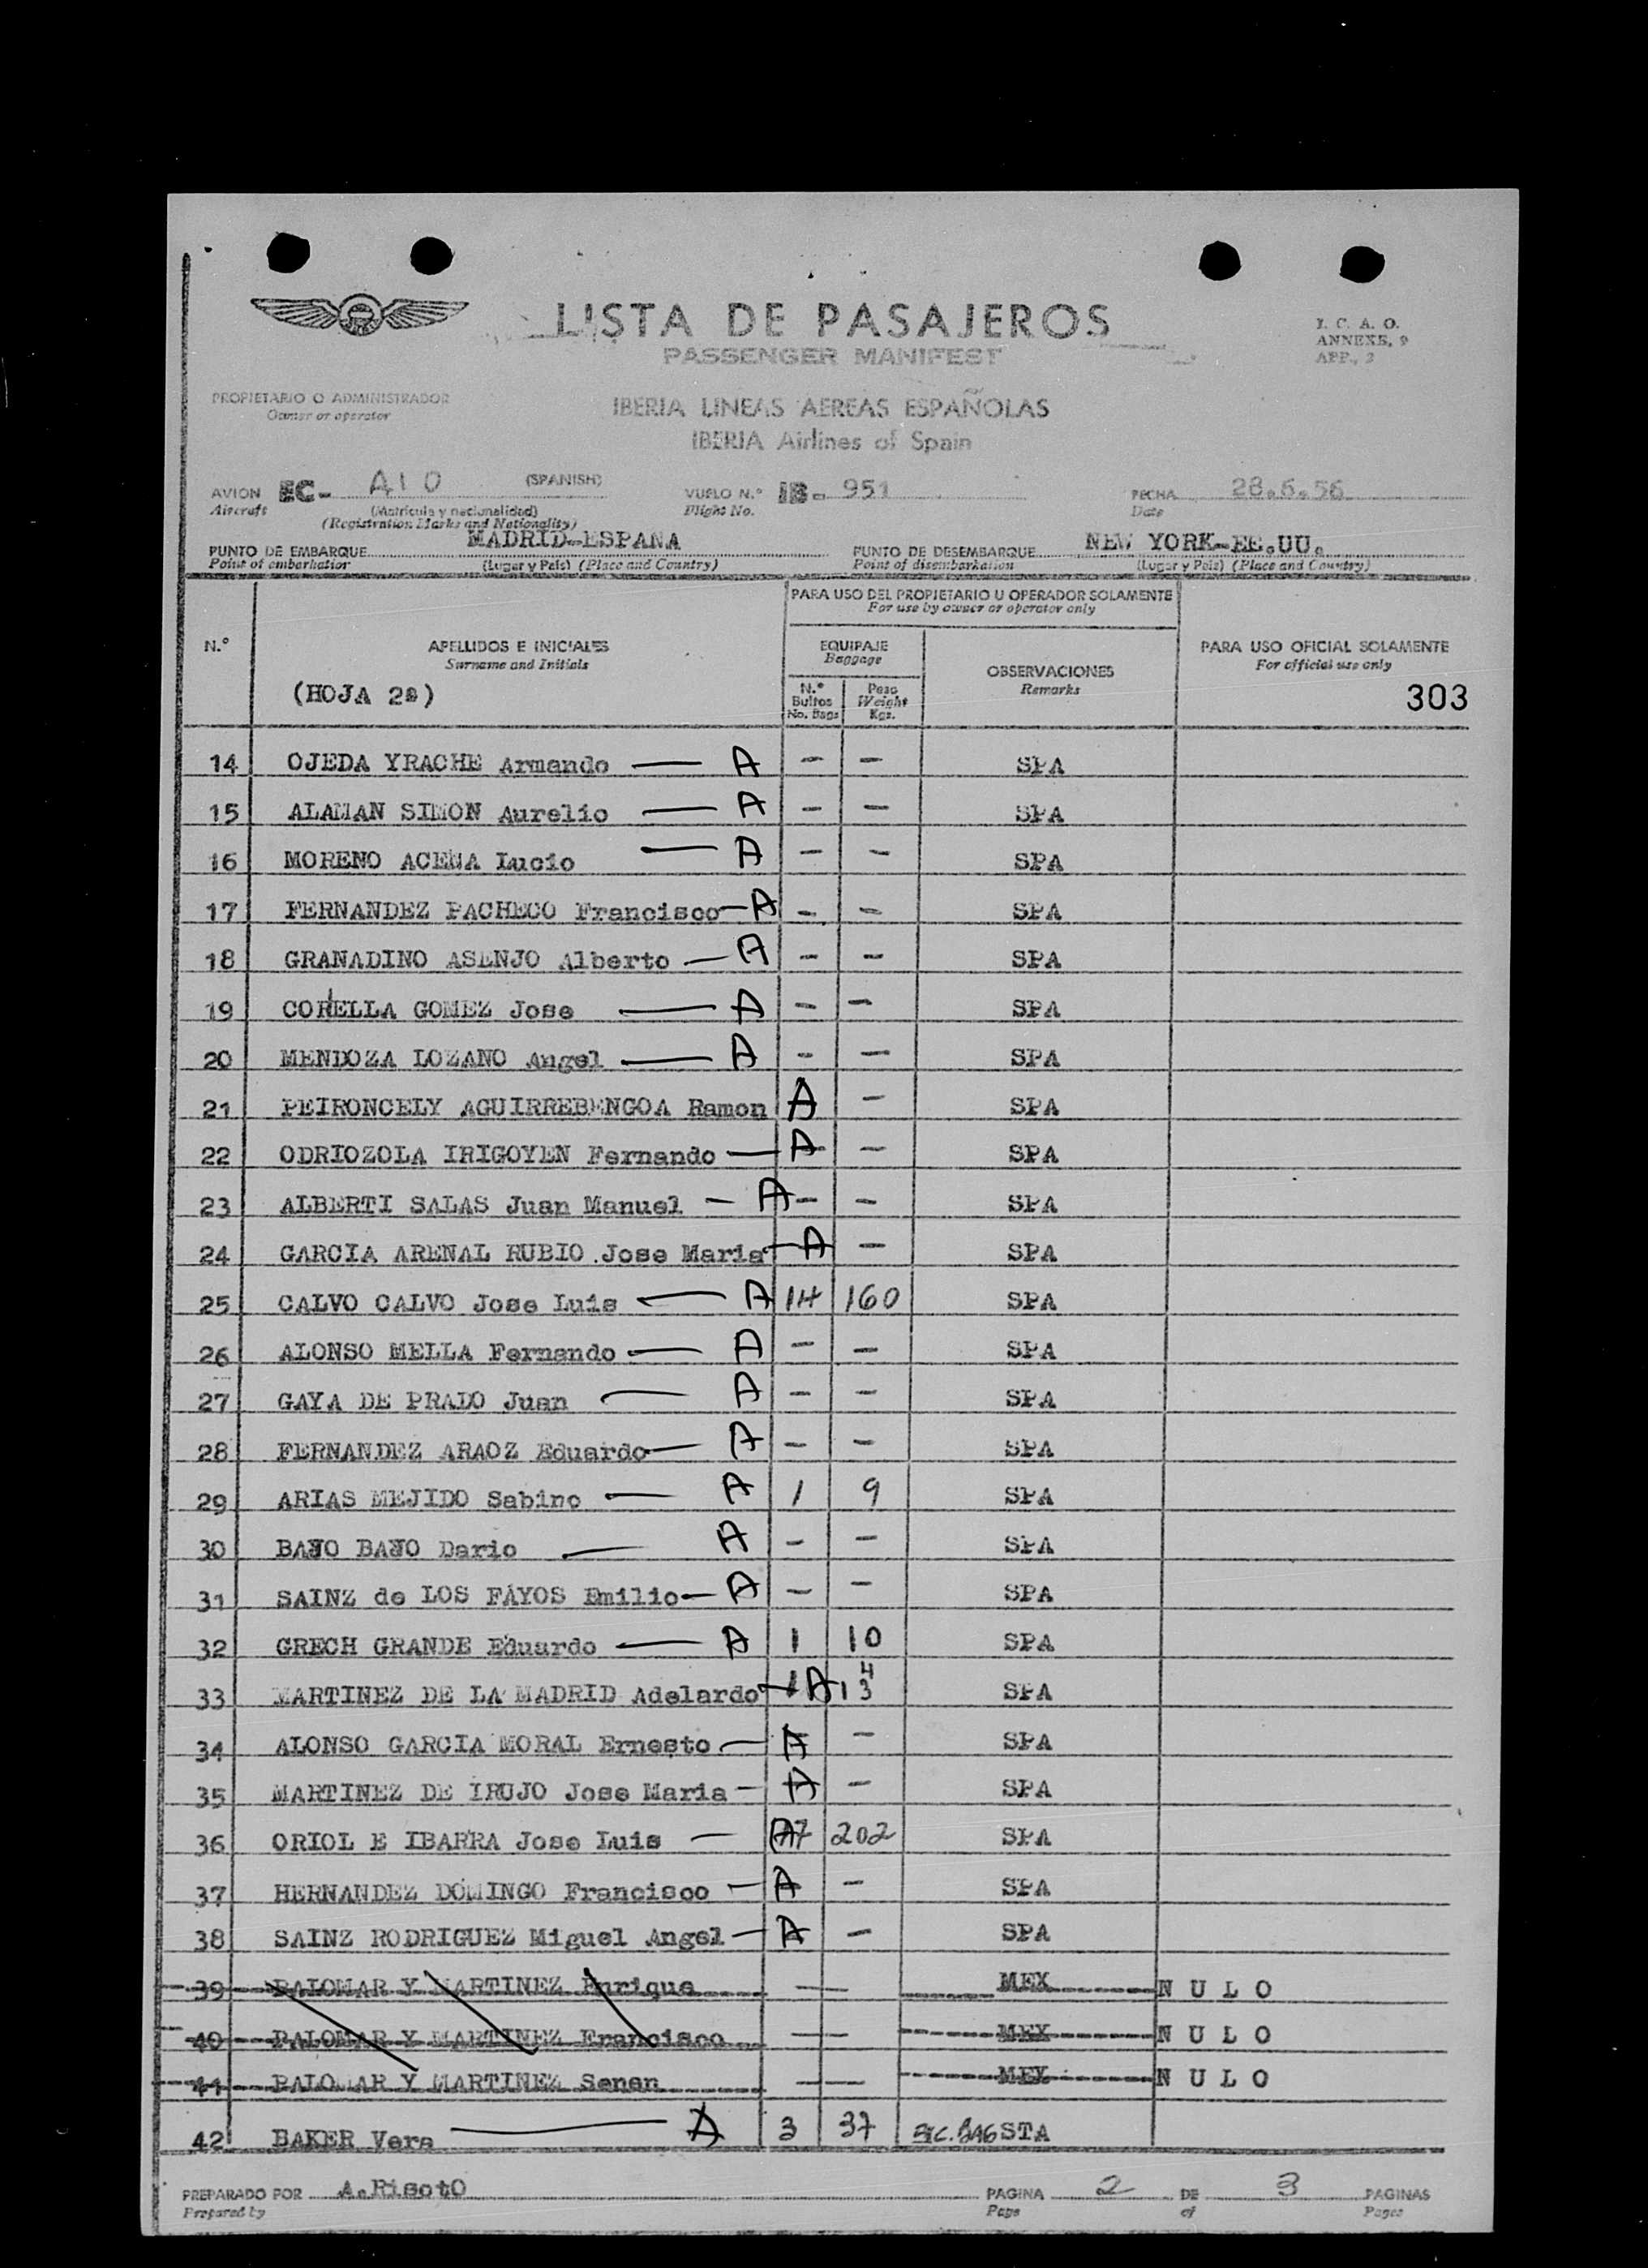 LISTA DE PASAJEROS
PASSENGER MANIFEST
I. C. A. O.
ANNEXE, 9
APP., 2
PROPIETARIO O ADMINISTRADOR
Owner or operator
IBERIA LINEAS AEREAS ESPAÑOLAS
IBERIA Airlines of Spain
AVION EC- AIO (SPANISH) VUELO N.º IB- 951 FECHA 28.6.56
Aircraft (Matrícula y nacionalidad) Flight No. Date
(Registration Marks and Nationality)
PUNTO DE EMBARQUE MADRID-ESPANA PUNTO DE DESEMBARQUE NEW YORK-EE.UU.
Point of embarkation (Lugar y País) (Place and Country) Point of disembarkation (Lugar y País) (Place and Country)
PARA USO DEL PROPIETARIO U OPERADOR SOLAMENTE
For use by owner or operator only
N.º APELLIDOS E INICIALES EQUIPAJE OBSERVACIONES PARA USO OFICIAL SOLAMENTE
Surname and Initials Baggage Remarks For official use only
(HOJA 2ª) N.º Bultos Peso 303
No. Bags Weight Kgs.
14 OJEDA YRACHE Armando — A - - SPA
15 ALAMAN SIMON Aurelio — A - - SPA
16 MORENO ACENA Lucio — A - - SPA
17 FERNANDEZ PACHECO Francisco — A - - SPA
18 GRANADINO ASENJO Alberto — A - - SPA
19 CORELLA GOMEZ Jose — A - - SPA
20 MENDOZA LOZANO Angel — A - - SPA
21 PEIRONCELY AGUIRREBENGOA Ramon A - SPA
22 ODRIOZOLA IRIGOYEN Fernando — A - SPA
23 ALBERTI SALAS Juan Manuel — A - - SPA
24 GARCIA ARENAL RUBIO Jose Maria — A - SPA
25 CALVO CALVO Jose Luis — A 14 160 SPA
26 ALONSO MELLA Fernando — A - - SPA
27 GAYA DE PRADO Juan — A - - SPA
28 FERNANDEZ ARAOZ Eduardo — A - - SPA
29 ARIAS MEJIDO Sabino — A 1 9 SPA
30 BAYO BAYO Dario — A - - SPA
31 SAINZ de LOS FAYOS Emilio — A - - SPA
32 GRECH GRANDE Eduardo — A 1 10 SPA
33 MARTINEZ DE LA MADRID Adelardo — 1 A 13 4 SPA
34 ALONSO GARCIA MORAL Ernesto — A - SPA
35 MARTINEZ DE IRUJO Jose Maria — A - SPA
36 ORIOL E IBARRA Jose Luis — A 17 202 SPA
37 HERNANDEZ DOMINGO Francisco — A - SPA
38 SAINZ RODRIGUEZ Miguel Angel — A - SPA
39 PALOMAR Y MARTINEZ Enrique — MEX N U L O
40 PALOMAR Y MARTINEZ Francisco — MEX N U L O
41 PALOMAR Y MARTINEZ Senen — MEX N U L O
42 BAKER Vera — A 3 37 STA
PREPARADO POR A.RisotO PAGINA 2 DE 3 PAGINAS
Prepared by Page of Pages